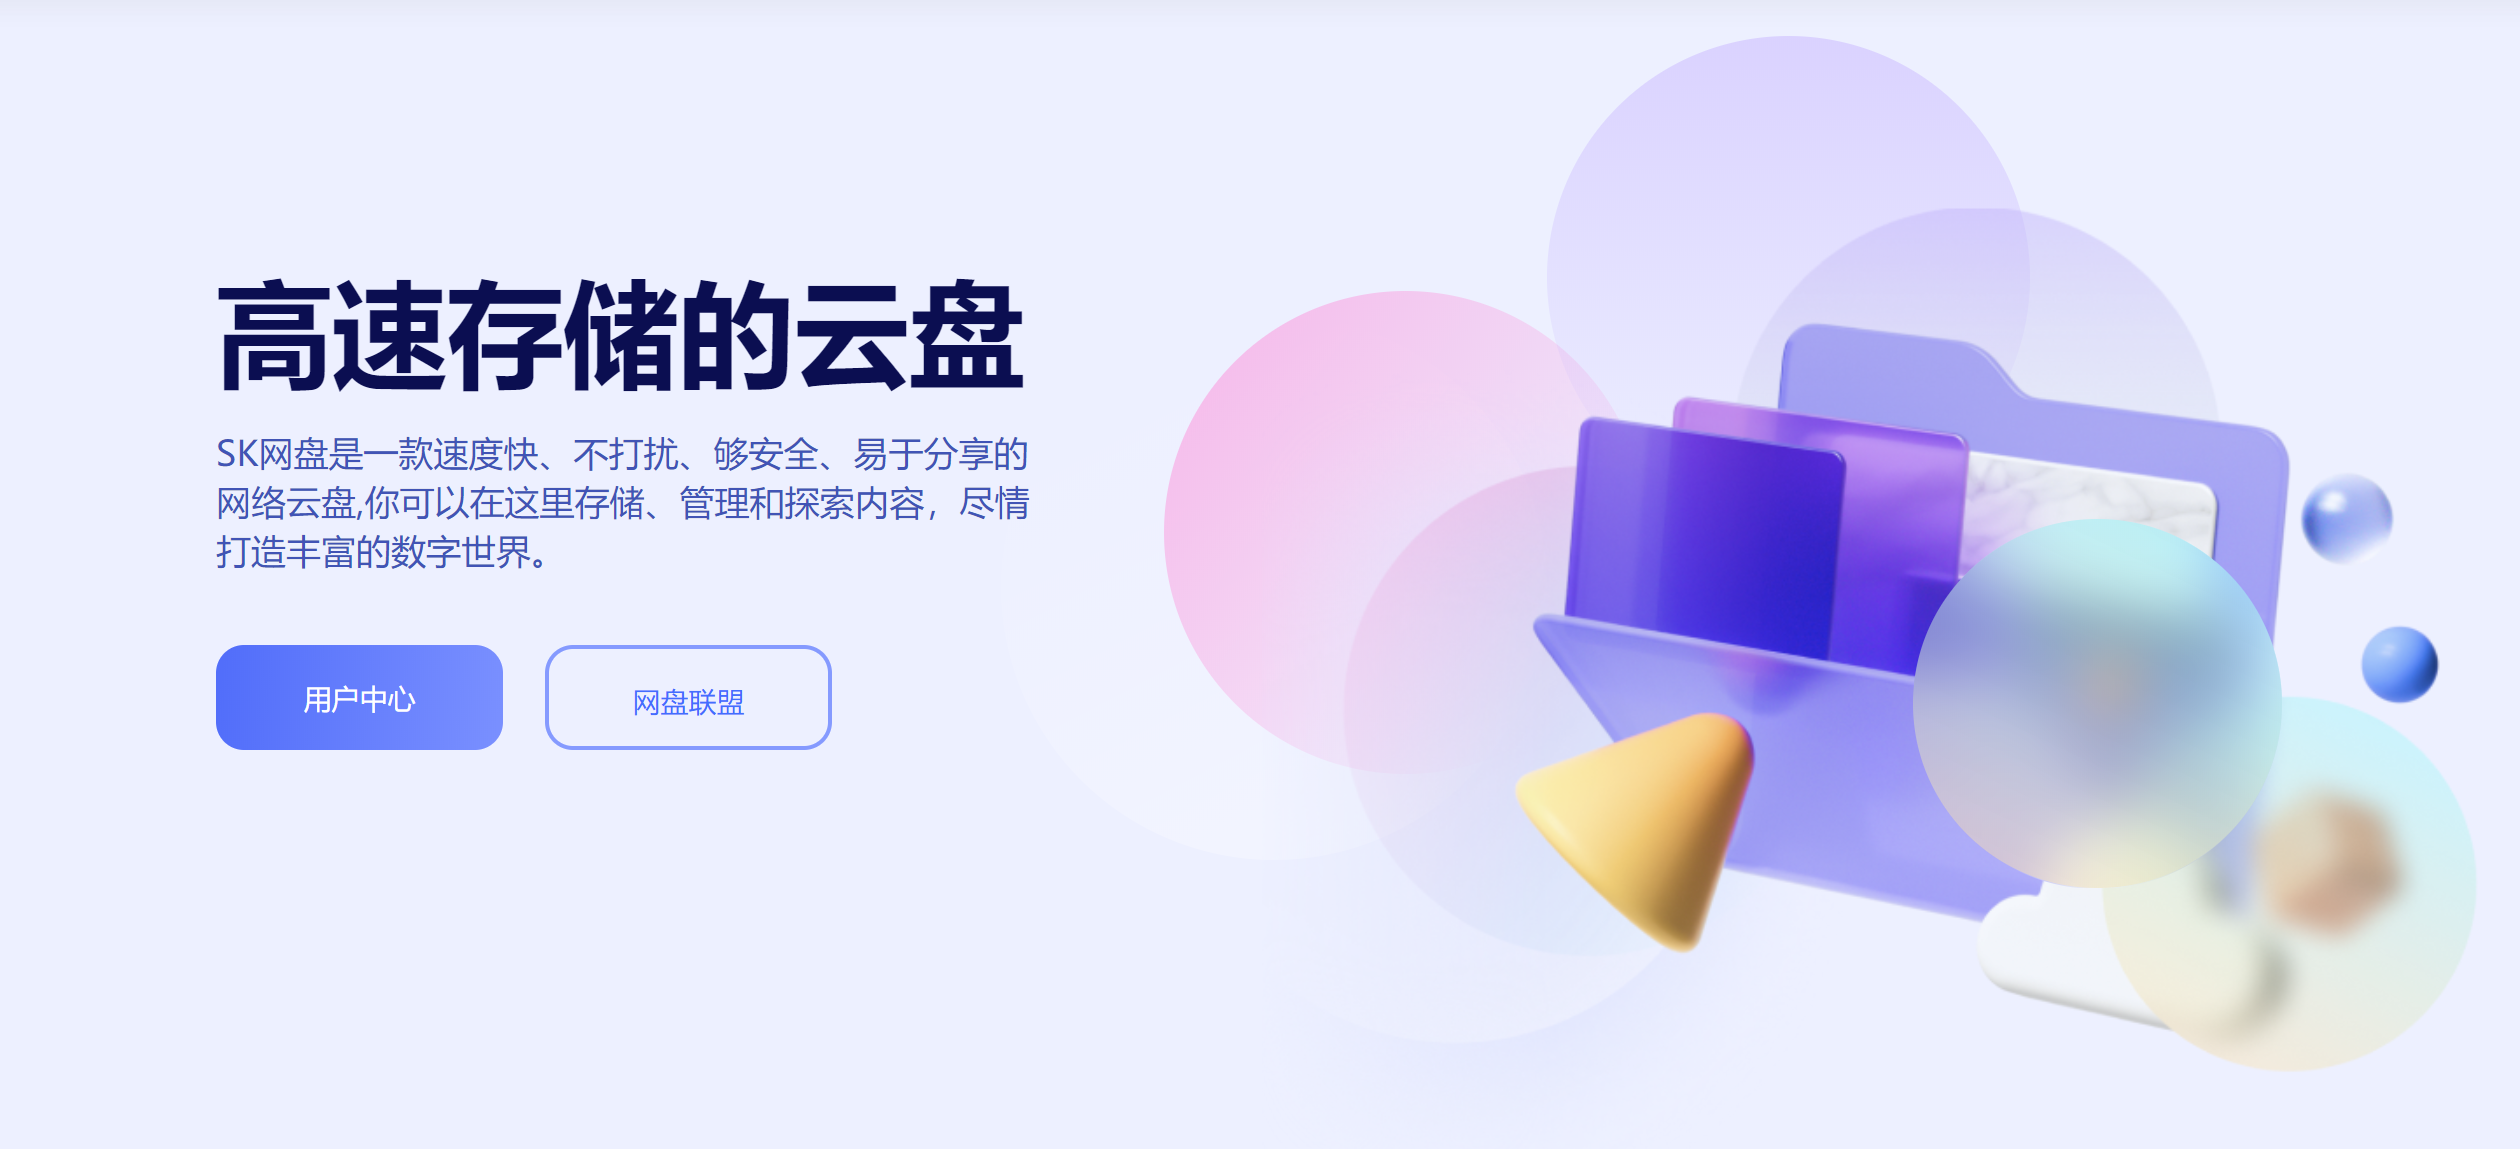 高速存储的云盘
SK网盘是一款速度快、不打扰、够安全、易于分享的
网络云盘,你可以在这里存储、管理和探索内容，尽情
打造丰富的数字世界。
用户中心
网盘联盟